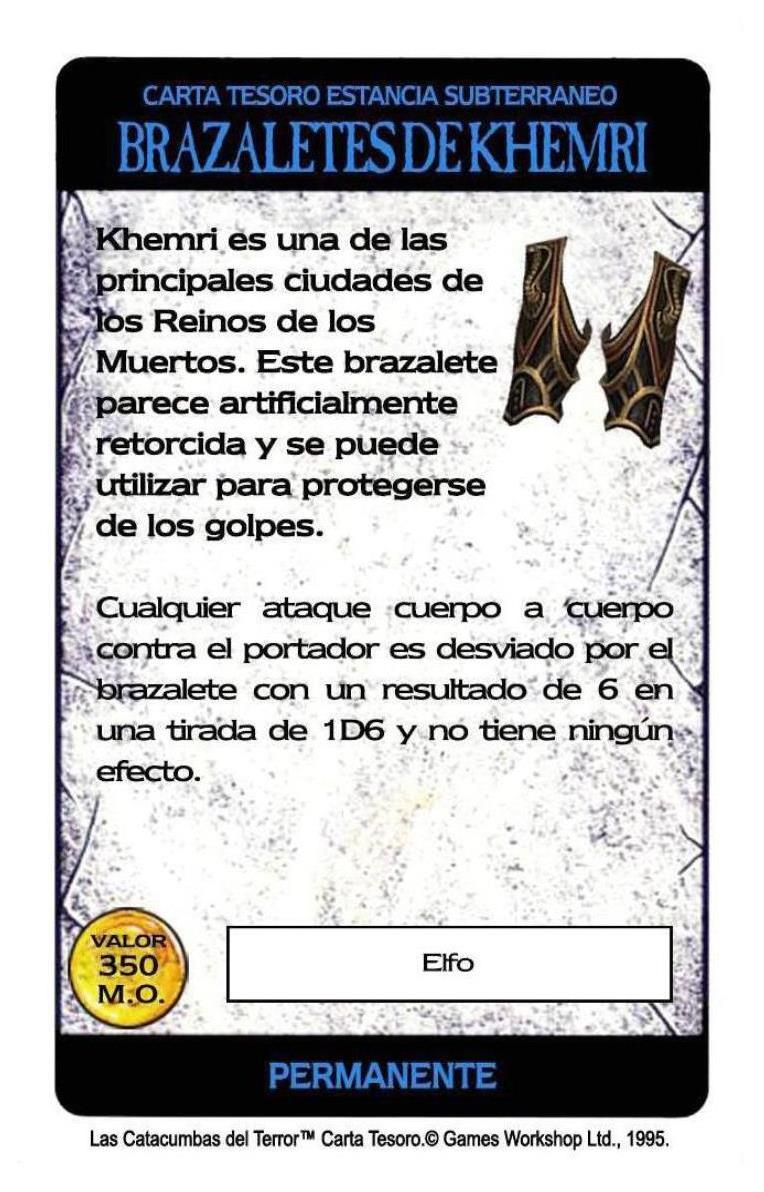 CARTA TESORO ESTANCIA SUBTERRANEO
BRAZALETES DE KHEMRI
Khemri es una de las
principales ciudades de
los Reinos de los
Muertos. Este brazalete
parece artificialmente
retorcida y se puede
utilizar para protegerse
de los golpes.
Cualquier ataque cuerpo a cuerpo
contra el portador es desviado por el
brazalete con un resultado de 6 en
una tirada de 1D6 y no tiene ningún
efecto.
VALOR
350
M.O.
Elfo
PERMANENTE
Las Catacumbas del Terror™ Carta Tesoro.© Games Workshop Ltd., 1995.